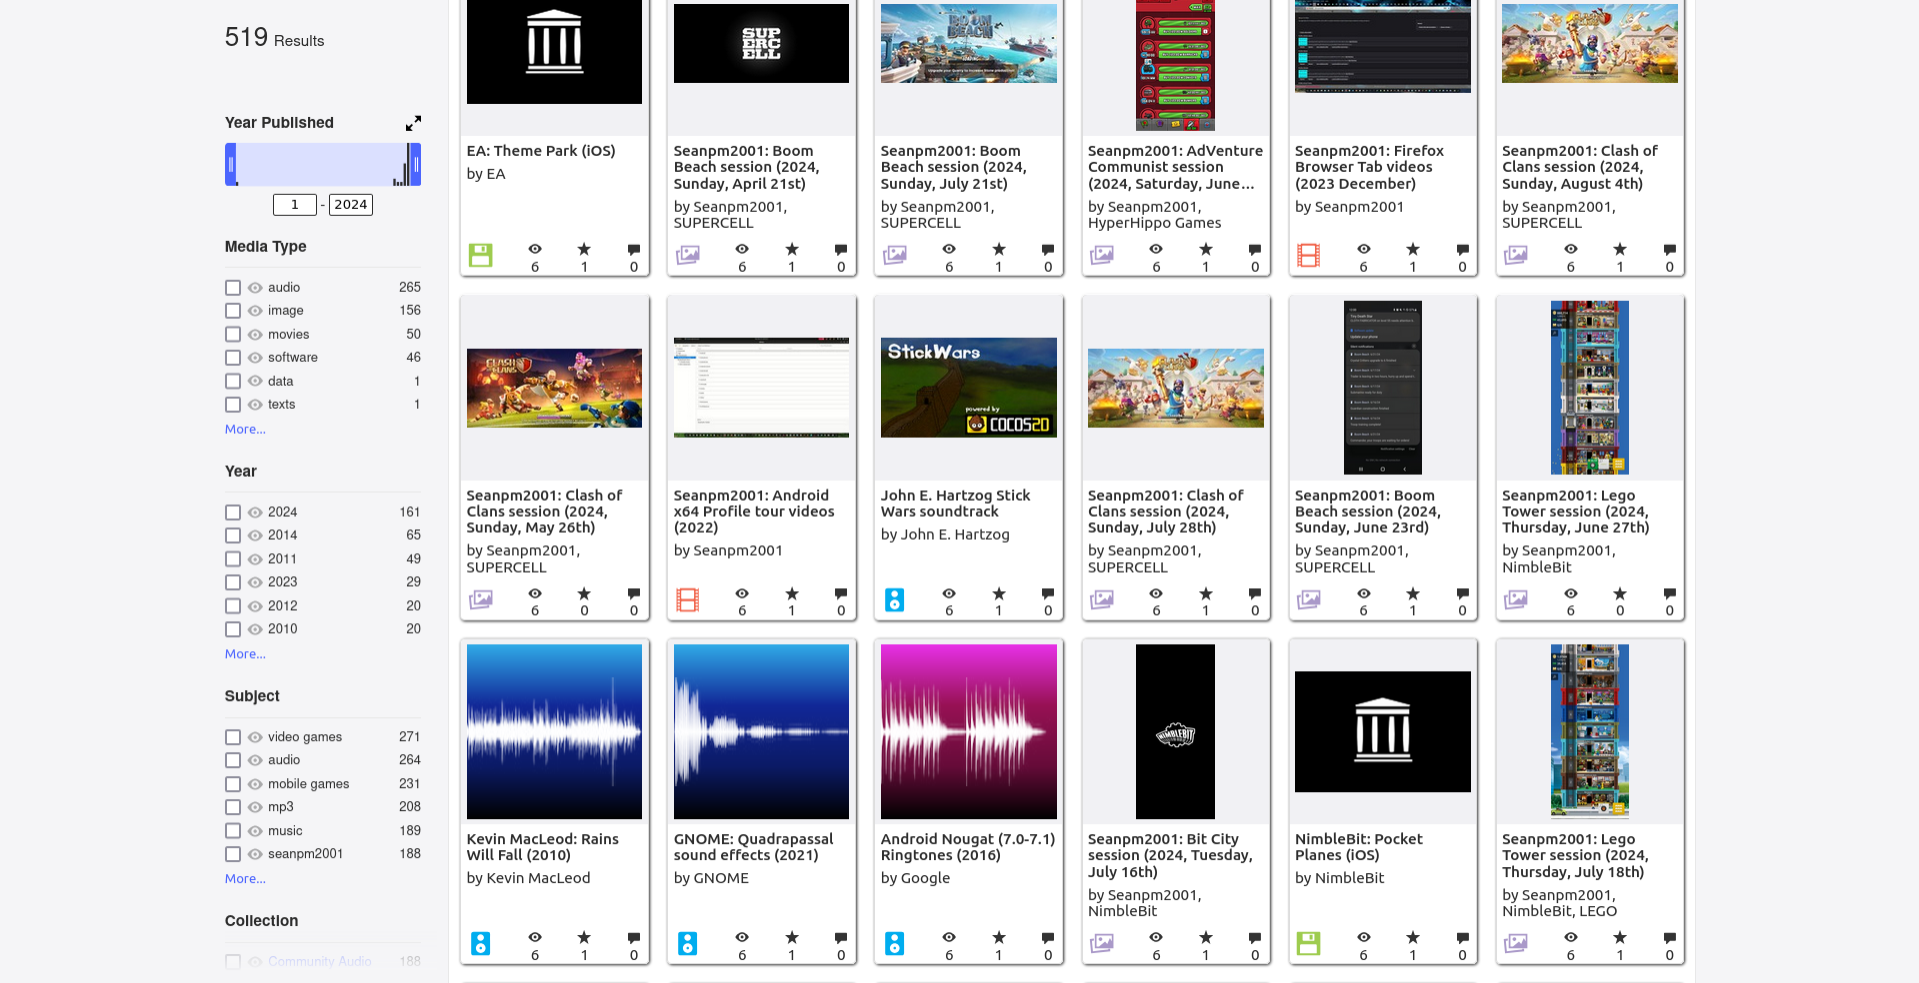 519 Results
Year Published
1 - 2024
Media Type
audio 265
image 156
movies 50
software 46
data 1
texts 1
More...
Year
2024 161
2014 65
2011 49
2023 29
2012 20
2010 20
More...
Subject
video games 271
audio 264
mobile games 231
mp3 208
music 189
seanpm2001 188
More...
Collection
Community Audio 188
EA: Theme Park (iOS)
by EA
6 1 0
SUP
ERC
ELL
Seanpm2001: Boom
Beach session (2024,
Sunday, April 21st)
by Seanpm2001,
SUPERCELL
6 1 0
BOOM
BEACH
Seanpm2001: Boom
Beach session (2024,
Sunday, July 21st)
by Seanpm2001,
SUPERCELL
6 1 0
Seanpm2001: AdVenture
Communist session
(2024, Saturday, June...
by Seanpm2001,
HyperHippo Games
6 1 0
Seanpm2001: Firefox
Browser Tab videos
(2023 December)
by Seanpm2001
6 1 0
Seanpm2001: Clash of
Clans session (2024,
Sunday, August 4th)
by Seanpm2001,
SUPERCELL
6 1 0
CLASH
CLANS
Seanpm2001: Clash of
Clans session (2024,
Sunday, May 26th)
by Seanpm2001,
SUPERCELL
6 0 0
Seanpm2001: Android
x64 Profile tour videos
(2022)
by Seanpm2001
6 1 0
StickWars
powered by
COCOS2D
John E. Hartzog Stick
Wars soundtrack
by John E. Hartzog
6 1 0
Seanpm2001: Clash of
Clans session (2024,
Sunday, July 28th)
by Seanpm2001,
SUPERCELL
6 1 0
Seanpm2001: Boom
Beach session (2024,
Sunday, June 23rd)
by Seanpm2001,
SUPERCELL
6 1 0
Seanpm2001: Lego
Tower session (2024,
Thursday, June 27th)
by Seanpm2001,
NimbleBit
6 0 0
Kevin MacLeod: Rains
Will Fall (2010)
by Kevin MacLeod
6 1 0
GNOME: Quadrapassal
sound effects (2021)
by GNOME
6 1 0
Android Nougat (7.0-7.1)
Ringtones (2016)
by Google
6 1 0
NIMBLEBIT
Seanpm2001: Bit City
session (2024, Tuesday,
July 16th)
by Seanpm2001,
NimbleBit
6 1 0
NimbleBit: Pocket
Planes (iOS)
by NimbleBit
6 1 0
Seanpm2001: Lego
Tower session (2024,
Thursday, July 18th)
by Seanpm2001,
NimbleBit, LEGO
6 1 0